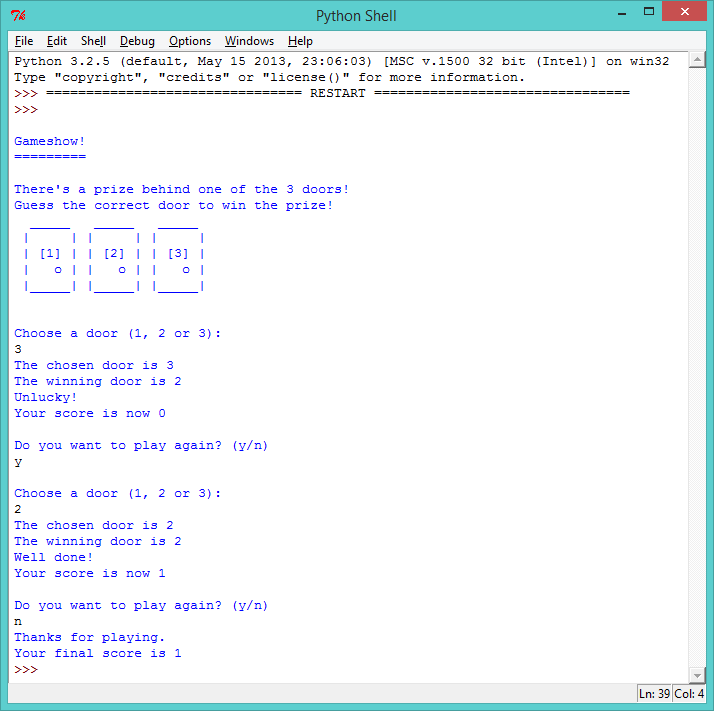 Python Shell
File Edit Shell Debug Options Windows Help
Python 3.2.5 (default, May 15 2013, 23:06:03) [MSC v.1500 32 bit (Intel)] on win32
Type "copyright", "credits" or "license()" for more information.
>>> ================================ RESTART ================================
>>>
Gameshow!
=========
There's a prize behind one of the 3 doors!
Guess the correct door to win the prize!
  _____   _____   _____
 |     | |     | |     |
 | [1] | | [2] | | [3] |
 |   o | |   o | |   o |
 |_____| |_____| |_____|
Choose a door (1, 2 or 3):
3
The chosen door is 3
The winning door is 2
Unlucky!
Your score is now 0
Do you want to play again? (y/n)
y
Choose a door (1, 2 or 3):
2
The chosen door is 2
The winning door is 2
Well done!
Your score is now 1
Do you want to play again? (y/n)
n
Thanks for playing.
Your final score is 1
>>>
Ln: 39 Col: 4